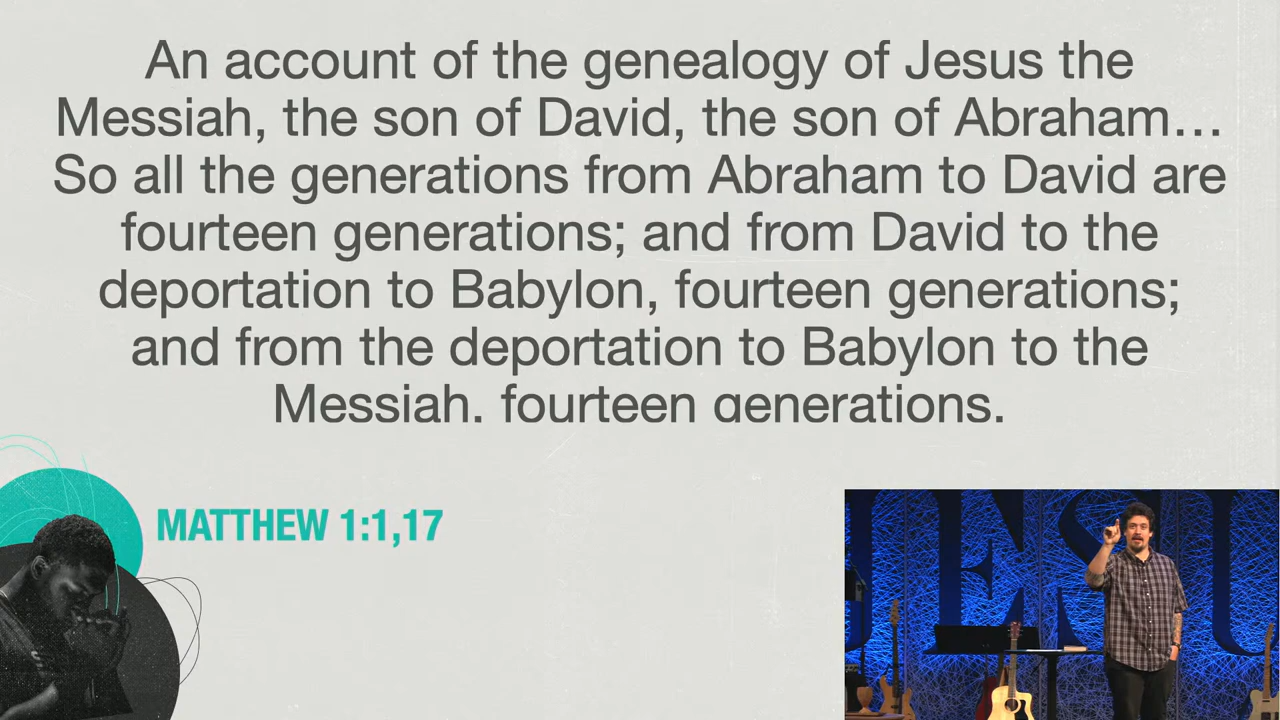 An account of the genealogy of Jesus the
Messiah, the son of David, the son of Abraham…
So all the generations from Abraham to David are
fourteen generations; and from David to the
deportation to Babylon, fourteen generations;
and from the deportation to Babylon to the
Messiah, fourteen generations.
MATTHEW 1:1,17